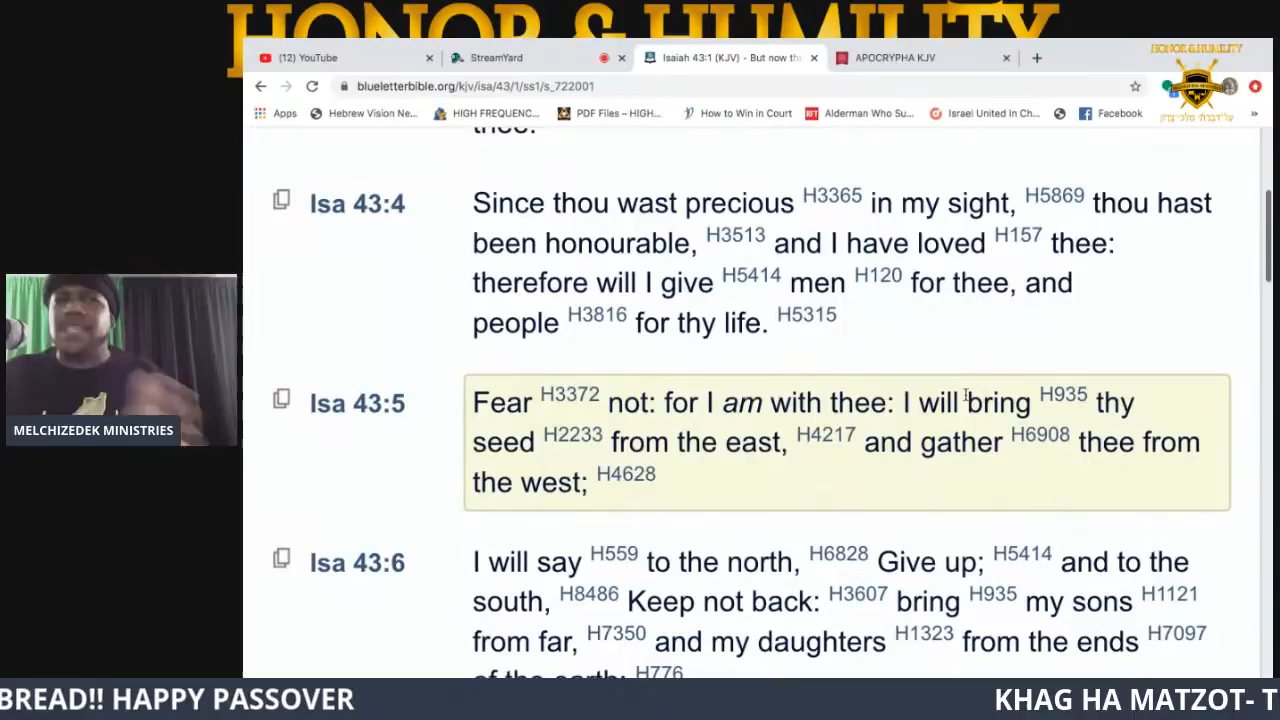 HONOR & HUMILITY
(12) YouTube
StreamYard
Isaiah 43:1 (KJV) - But now th
APOCRYPHA KJV
HONOR & HUMILITY
blueletterbible.org/kjv/isa/43/1/ss1/s_722001
Apps
Hebrew Vision Ne...
HIGH FREQUENC...
PDF Files – HIGH...
How to Win in Court
Alderman Who Su...
Israel United In Ch...
Facebook
thee.
Isa 43:4
Since thou wast precious H3365 in my sight, H5869 thou hast
been honourable, H3513 and I have loved H157 thee:
therefore will I give H5414 men H120 for thee, and
people H3816 for thy life. H5315
Isa 43:5
Fear H3372 not: for I am with thee: I will bring H935 thy
seed H2233 from the east, H4217 and gather H6908 thee from
the west; H4628
Isa 43:6
I will say H559 to the north, H6828 Give up; H5414 and to the
south, H8486 Keep not back: H3607 bring H935 my sons H1121
from far, H7350 and my daughters H1323 from the ends H7097
of the earth; H776
MELCHIZEDEK MINISTRIES
BREAD!! HAPPY PASSOVER
KHAG HA MATZOT- T